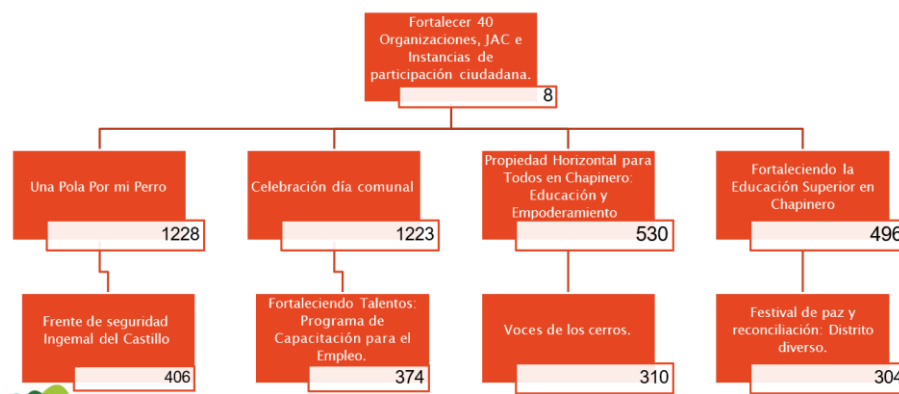 Fortalecer 40
Organizaciones, JAC e
Instancias de
participación ciudadana.
8
Una Pola Por mi Perro
1228
Celebración día comunal
1223
Propiedad Horizontal para
Todos en Chapinero:
Educación y
Empoderamiento
530
Fortaleciendo la
Educación Superior en
Chapinero
496
Frente de seguridad
Ingemal del Castillo
406
Fortaleciendo Talentos:
Programa de
Capacitación para el
Empleo.
374
Voces de los cerros.
310
Festival de paz y
reconciliación: Distrito
diverso.
304